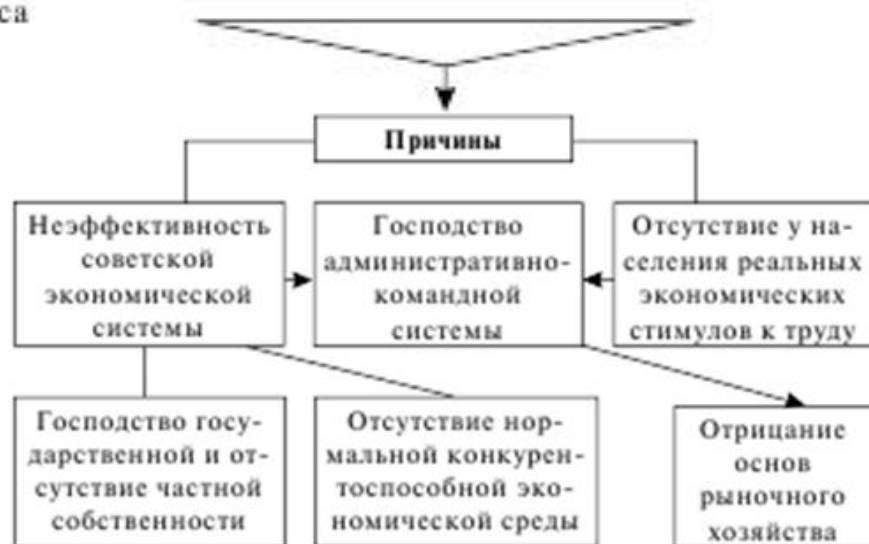 са
Причины
Неэффективность
советской
экономической
системы
Господство
административно-
командной
системы
Отсутствие у на-
селения реальных
экономических
стимулов к труду
Господство госу-
дарственной и от-
сутствие частной
собственности
Отсутствие нор-
мальной конкурен-
тоспособной эко-
номической среды
Отрицание
основ
рыночного
хозяйства